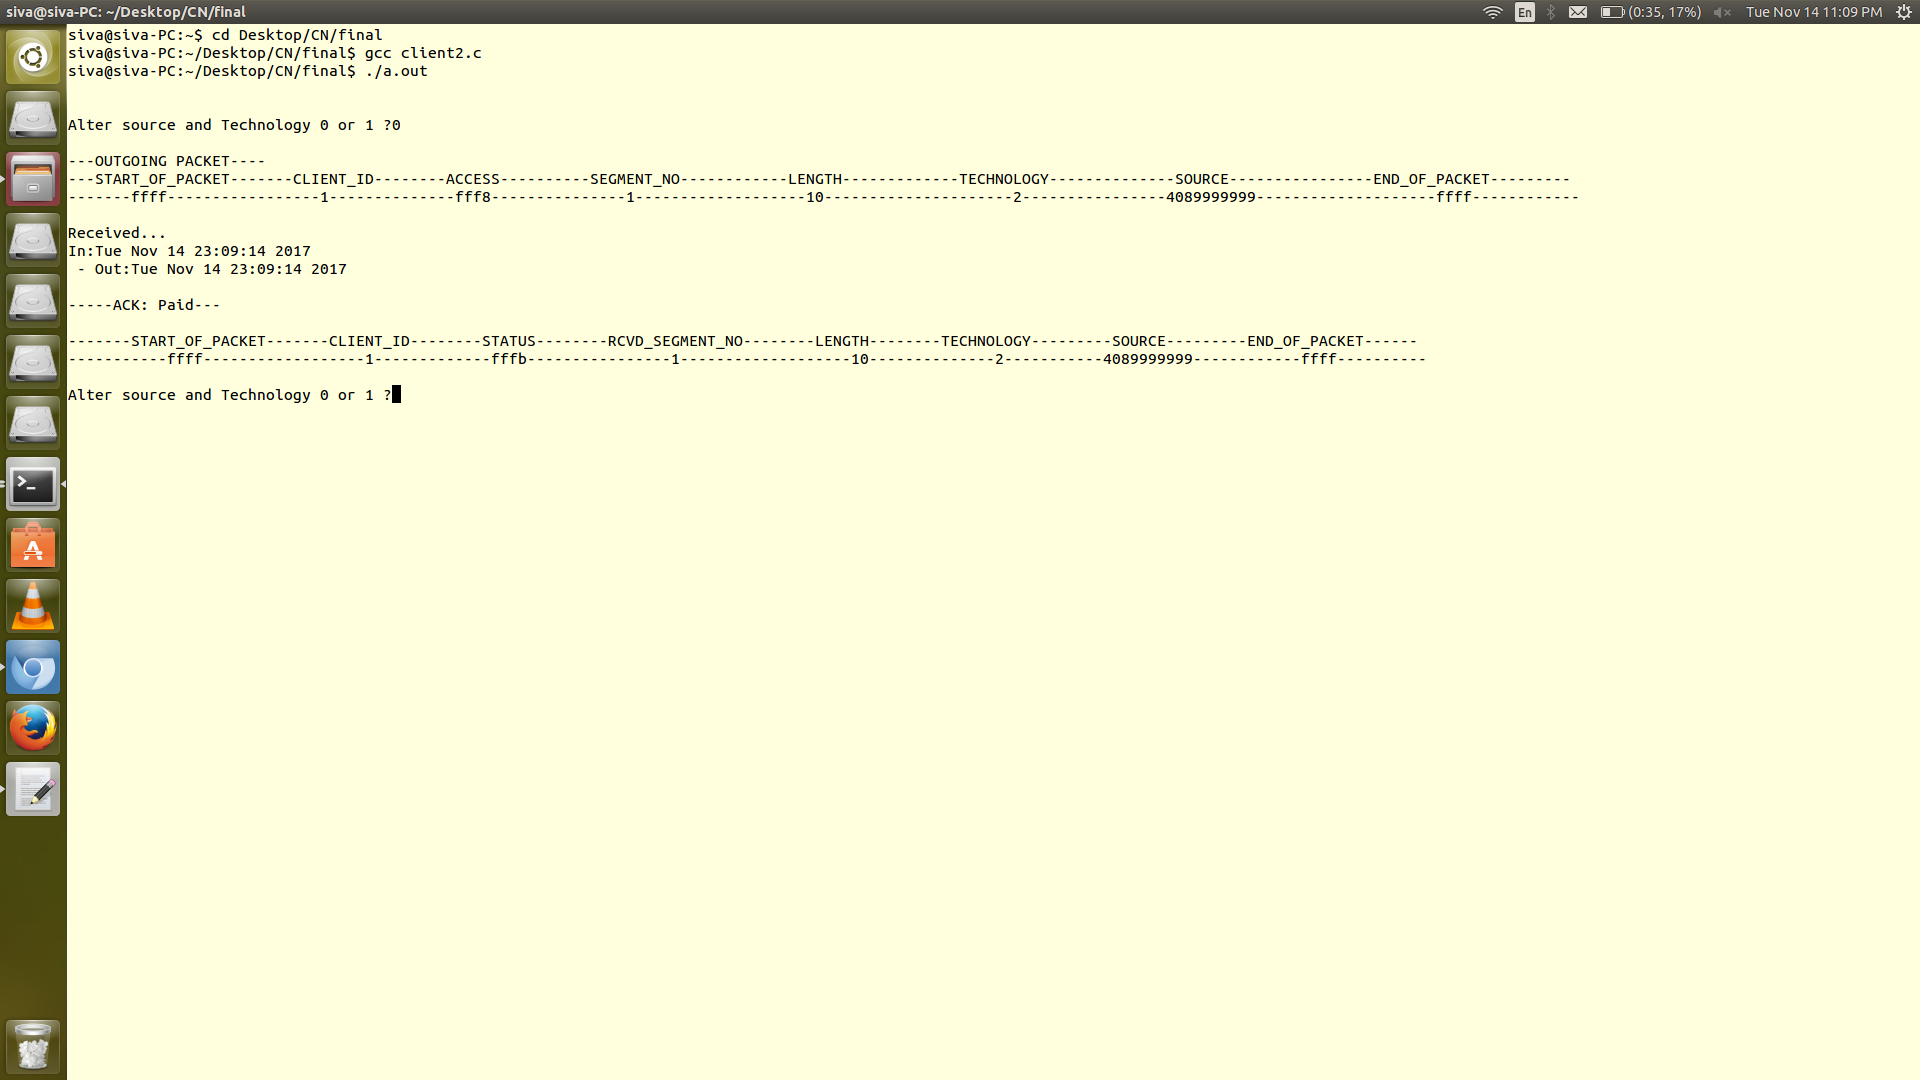 siva@siva-PC: ~/Desktop/CN/final
En
(0:35, 17%)
Tue Nov 14 11:09 PM
siva@siva-PC:~$ cd Desktop/CN/final
siva@siva-PC:~/Desktop/CN/final$ gcc client2.c
siva@siva-PC:~/Desktop/CN/final$ ./a.out
Alter source and Technology 0 or 1 ?0
---OUTGOING PACKET----
---START_OF_PACKET-------CLIENT_ID--------ACCESS----------SEGMENT_NO------------LENGTH-------------TECHNOLOGY--------------SOURCE----------------END_OF_PACKET---------
-------ffff-----------------1--------------fff8---------------1-------------------10---------------------2----------------4089999999--------------------ffff------------
Received...
In:Tue Nov 14 23:09:14 2017
- Out:Tue Nov 14 23:09:14 2017
-----ACK: Paid---
-------START_OF_PACKET-------CLIENT_ID--------STATUS--------RCVD_SEGMENT_NO--------LENGTH--------TECHNOLOGY---------SOURCE---------END_OF_PACKET------
-----------ffff------------------1-------------fffb----------------1-------------------10--------------2-----------4089999999------------ffff----------
Alter source and Technology 0 or 1 ?